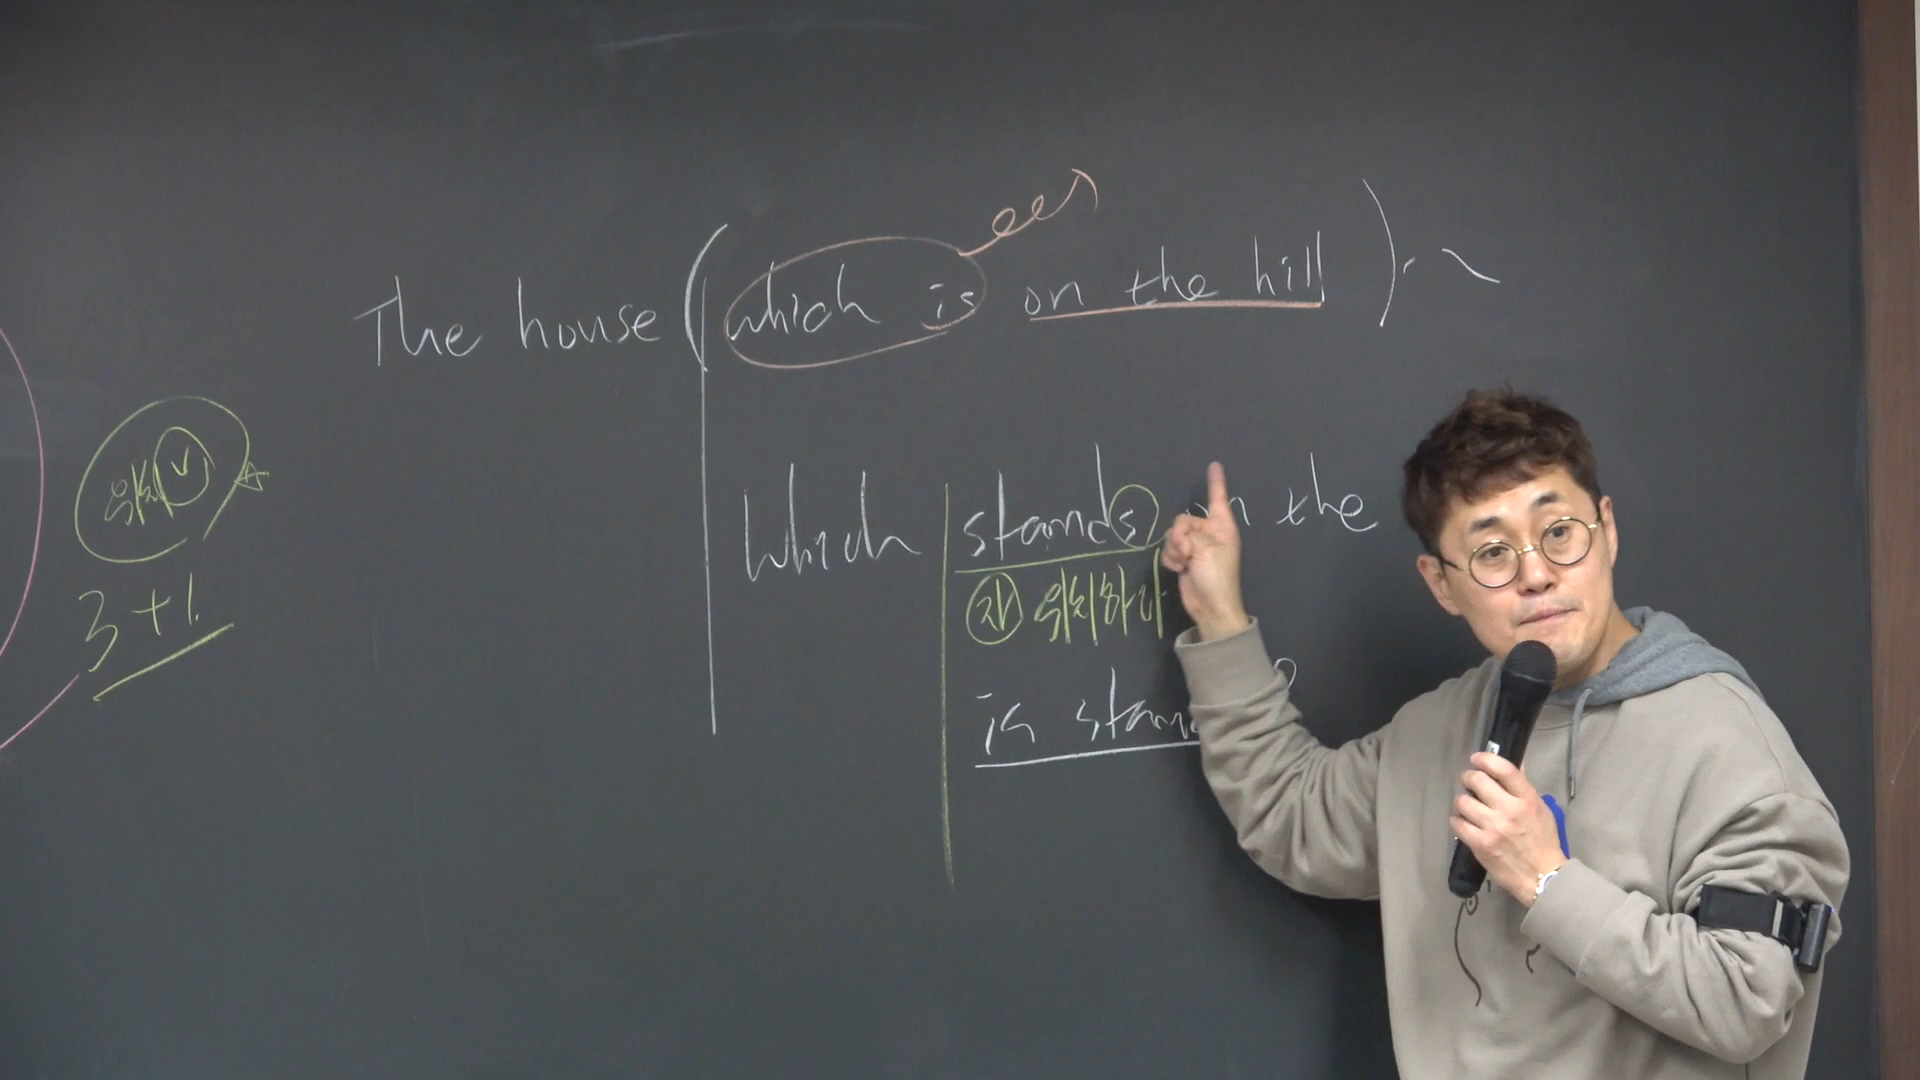 The house (which is on the hill).~
which stands on the
자 위치하다
is stand
위치 v
3+1.